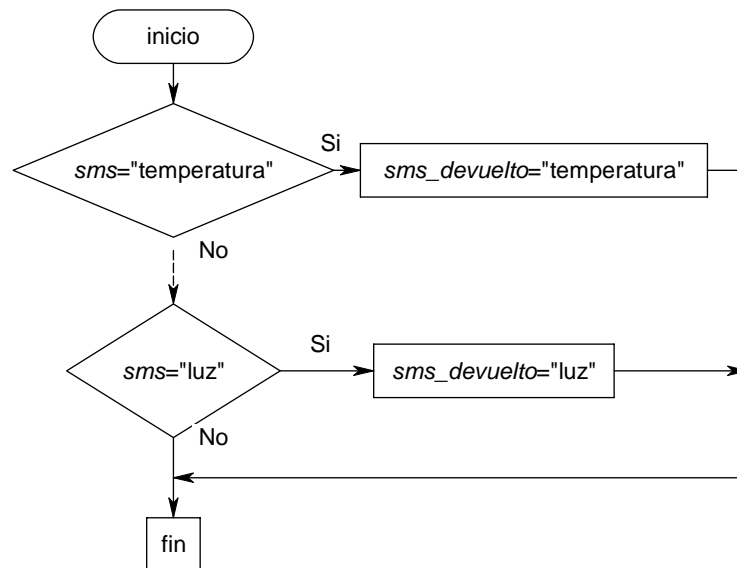 inicio
sms="temperatura"
Si
sms_devuelto="temperatura"
No
sms="luz"
Si
sms_devuelto="luz"
No
fin